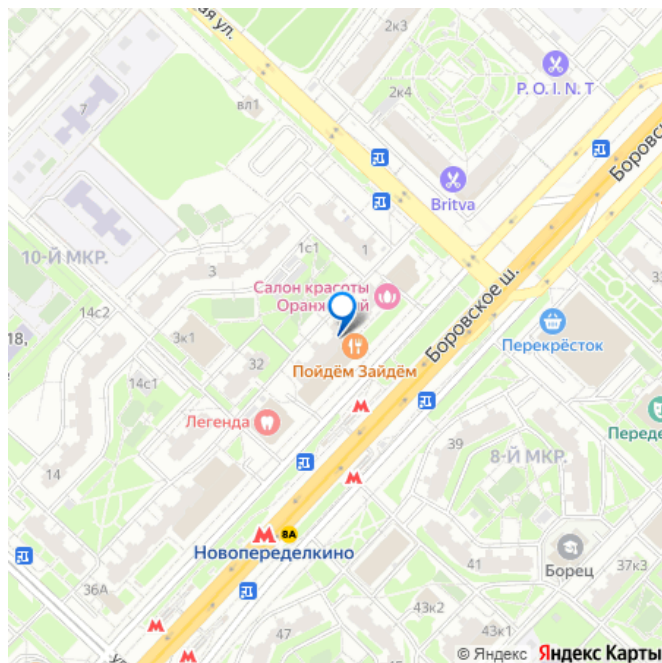 ая ул.
2к3
P. O. I. N. T
7
вл1
2к4
Britva
Боровс
10-Й МКР.
1с1
1
3
Салон красоты
Оранжевый
14с2
18,
3к1
32
Пойдём Зайдём
Боровское ш.
Перекрёсток
14с1
Легенда
Переде
39
8-Й МКР.
14
8А
Новопеределкино
36А
41
Борец
37к3
43к2
47
43к1
© Яндекс Яндекс Карты